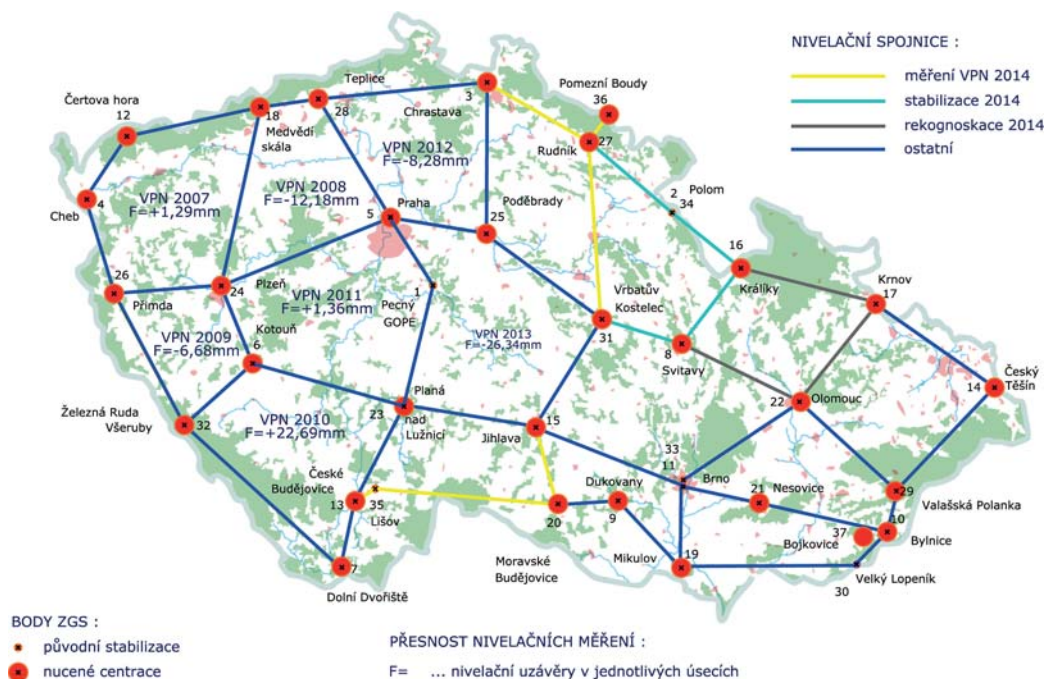 NIVELAČNÍ SPOJNICE :
měření VPN 2014
stabilizace 2014
rekognoskace 2014
ostatní
Čertova hora
12
Teplice
28
18
Medvědí
skála
3
Chrastava
Pomezní Boudy
36
Rudník
27
VPN 2012
F=-8,28mm
VPN 2007
F=+1,29mm
VPN 2008
F=-12,18mm
4
Cheb
5
Praha
Poděbrady
25
2
Polom
34
16
Králíky
Krnov
17
26
Přimda
24
Plzeň
VPN 2011
F=+1,36mm
1
Pecný
GOPE
Vrbatův
Kostelec
31
VPN 2009
F=-6,68mm
Kotouň
6
VPN 2013
F=-26,34mm
8
Svitavy
Český
Těšín
14
22
Olomouc
Železná Ruda
Všeruby
32
VPN 2010
F=+22,69mm
Planá
nad
Lužnicí
23
Jihlava
15
33
11
Brno
České
Budějovice
13
35
Lišov
Dukovany
9
20
Moravské
Budějovice
21
Nesovice
29
Valašská Polanka
10
Bylnice
37
Bojkovice
Mikulov
19
Velký Lopeník
30
7
Dolní Dvořiště
BODY ZGS :
původní stabilizace
nucené centrace
PŘESNOST NIVELAČNÍCH MĚŘENÍ :
F= ... nivelační uzávěry v jednotlivých úsecích